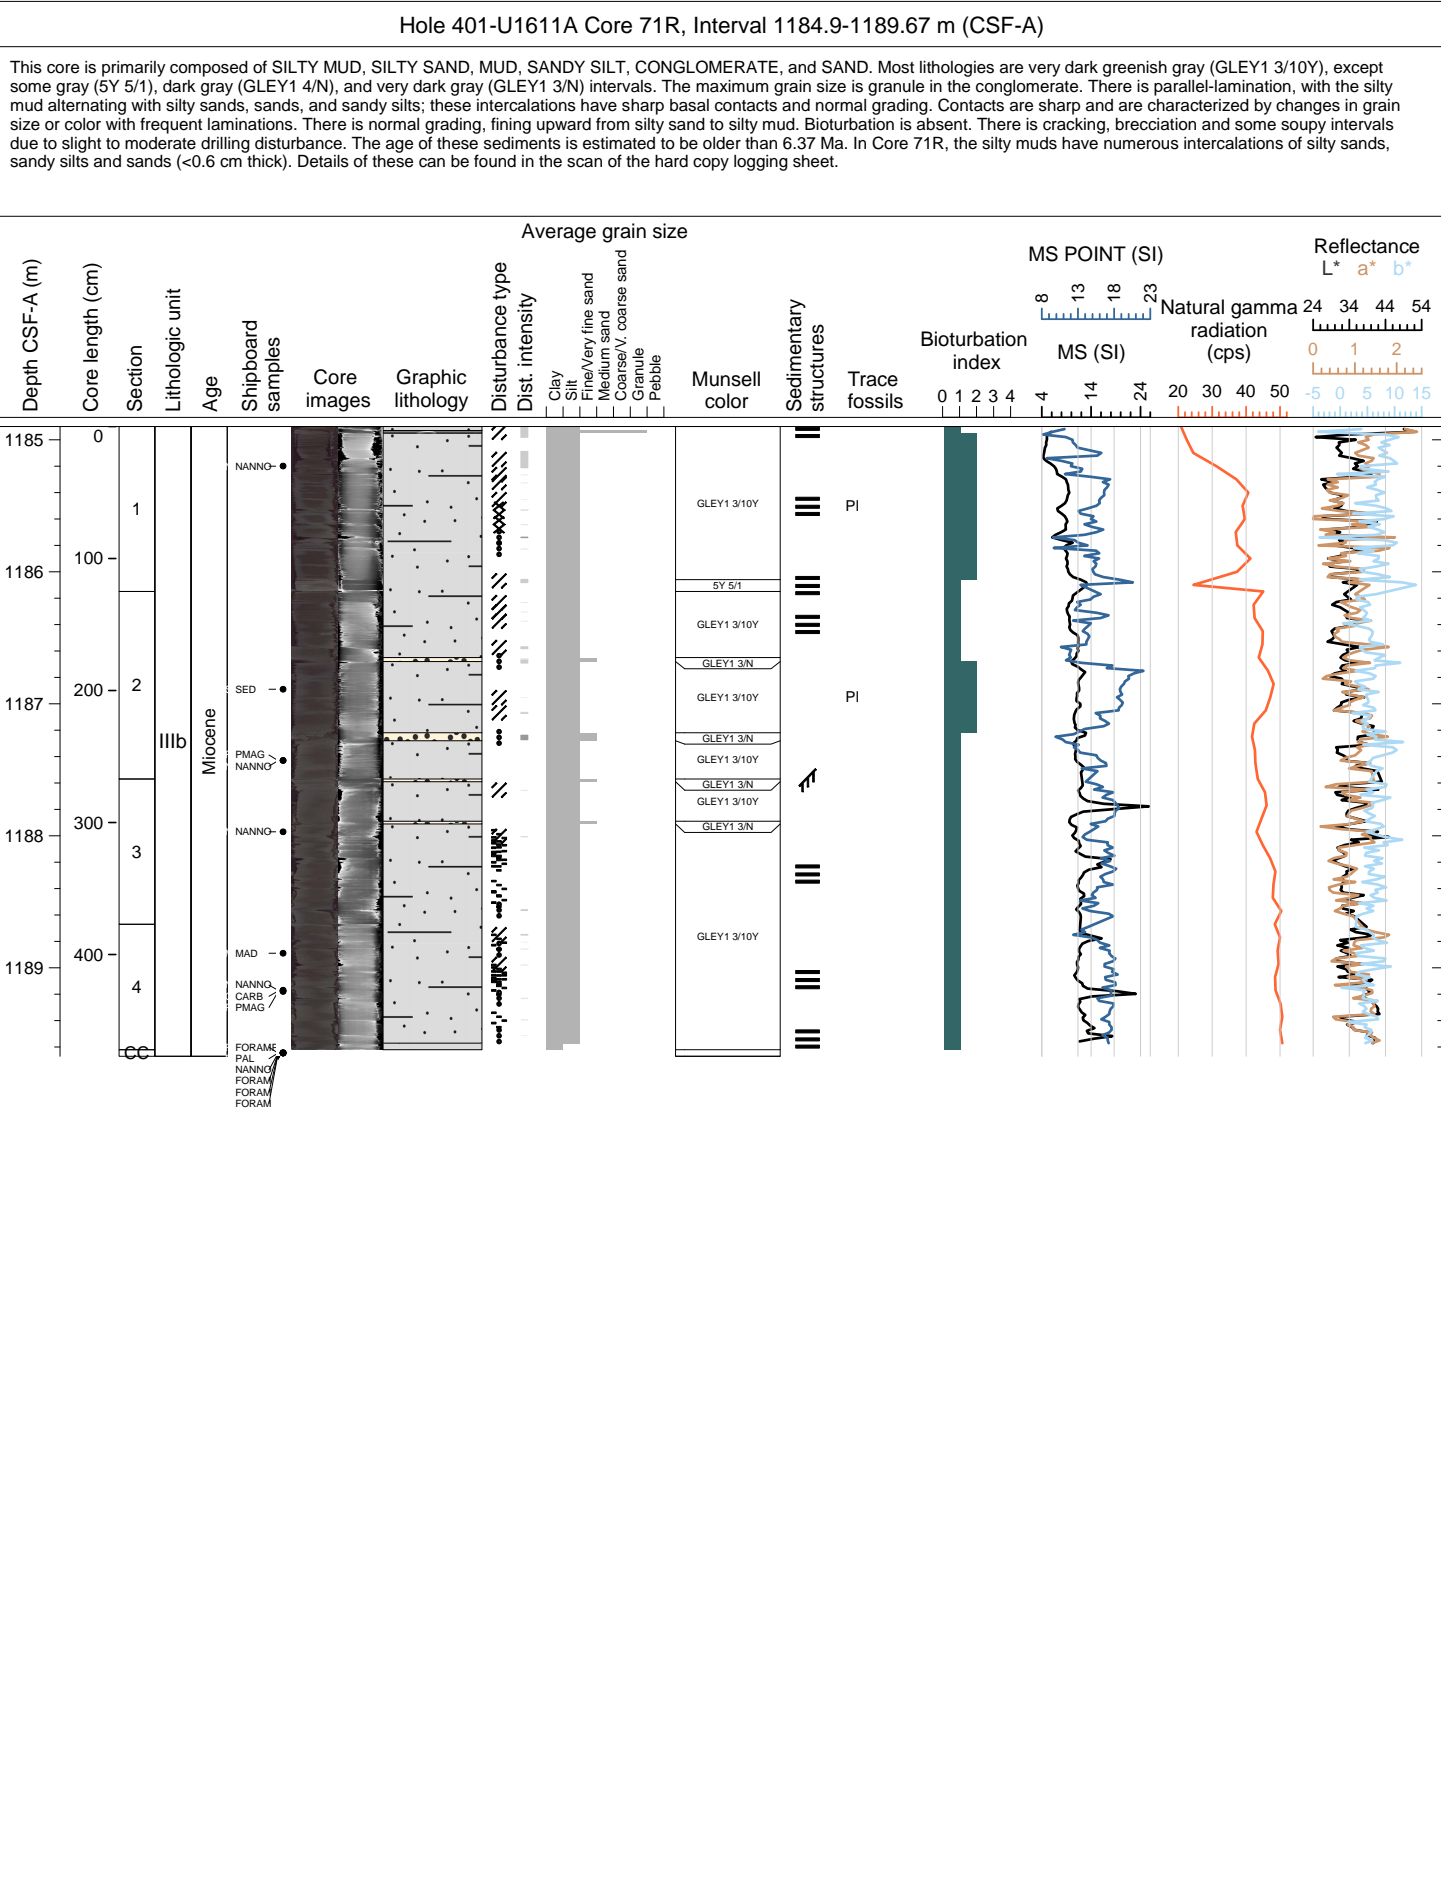 Hole 401-U1611A Core 71R, Interval 1184.9-1189.67 m (CSF-A)
This core is primarily composed of SILTY MUD, SILTY SAND, MUD, SANDY SILT, CONGLOMERATE, and SAND. Most lithologies are very dark greenish gray (GLEY1 3/10Y), except
some gray (5Y 5/1), dark gray (GLEY1 4/N), and very dark gray (GLEY1 3/N) intervals. The maximum grain size is granule in the conglomerate. There is parallel-lamination, with the silty
mud alternating with silty sands, sands, and sandy silts; these intercalations have sharp basal contacts and normal grading. Contacts are sharp and are characterized by changes in grain
size or color with frequent laminations. There is normal grading, fining upward from silty sand to silty mud. Bioturbation is absent. There is cracking, brecciation and some soupy intervals
due to slight to moderate drilling disturbance. The age of these sediments is estimated to be older than 6.37 Ma. In Core 71R, the silty muds have numerous intercalations of silty sands,
sandy silts and sands (<0.6 cm thick). Details of these can be found in the scan of the hard copy logging sheet.
Depth CSF-A (m)
Core length (cm)
Section
Lithologic unit
Age
Shipboard
samples
Core
images
Graphic
lithology
Disturbance type
Dist. intensity
Average grain size
Clay
Silt
Fine/Very fine sand
Medium sand
Coarse/V. coarse sand
Granule
Pebble
Munsell
color
Sedimentary
structures
Trace
fossils
Bioturbation
index
0 1 2 3 4
MS POINT (SI)
8 13 18 23
MS (SI)
4 14 24
Natural gamma
radiation
(cps)
20 30 40 50
Reflectance
L* a* b*
24 34 44 54
0 1 2
-5 0 5 10 15
1185
1186
1187
1188
1189
0
100
200
300
400
1
2
3
4
CC
IIIb
Miocene
NANNO
SED
PMAG
NANNO
NANNO
MAD
NANNO
CARB
PMAG
FORAM
PAL
NANNO
FORAM
FORAM
FORAM
GLEY1 3/10Y
5Y 5/1
GLEY1 3/10Y
GLEY1 3/N
GLEY1 3/10Y
GLEY1 3/N
GLEY1 3/10Y
GLEY1 3/N
GLEY1 3/10Y
GLEY1 3/N
GLEY1 3/10Y
Pl
Pl